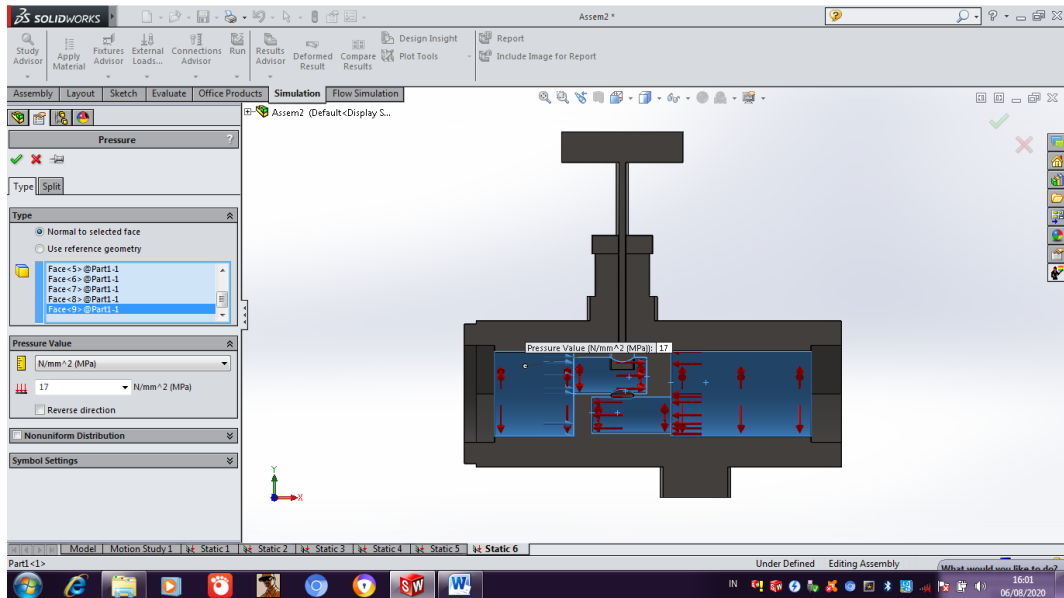 SOLIDWORKS
Assem2 *
Study Advisor
Apply Material
Fixtures Advisor
External Loads...
Connections Advisor
Run
Results Advisor
Deformed Result
Compare Results
Design Insight
Plot Tools
Report
Include Image for Report
Assembly Layout Sketch Evaluate Office Products Simulation Flow Simulation
Assem2 (Default<Display S...
Pressure ?
Type Split
Type
Normal to selected face
Use reference geometry
Face<5>@Part1-1
Face<6>@Part1-1
Face<7>@Part1-1
Face<8>@Part1-1
Face<9>@Part1-1
Pressure Value
N/mm^2 (MPa)
17 N/mm^2 (MPa)
Reverse direction
Nonuniform Distribution
Symbol Settings
Pressure Value (N/mm^2 (MPa)): 17
Y
X
Model Motion Study 1 Static 1 Static 2 Static 3 Static 4 Static 5 Static 6
Part1<1> Under Defined Editing Assembly What would you like to do?
IN 16:01
06/08/2020